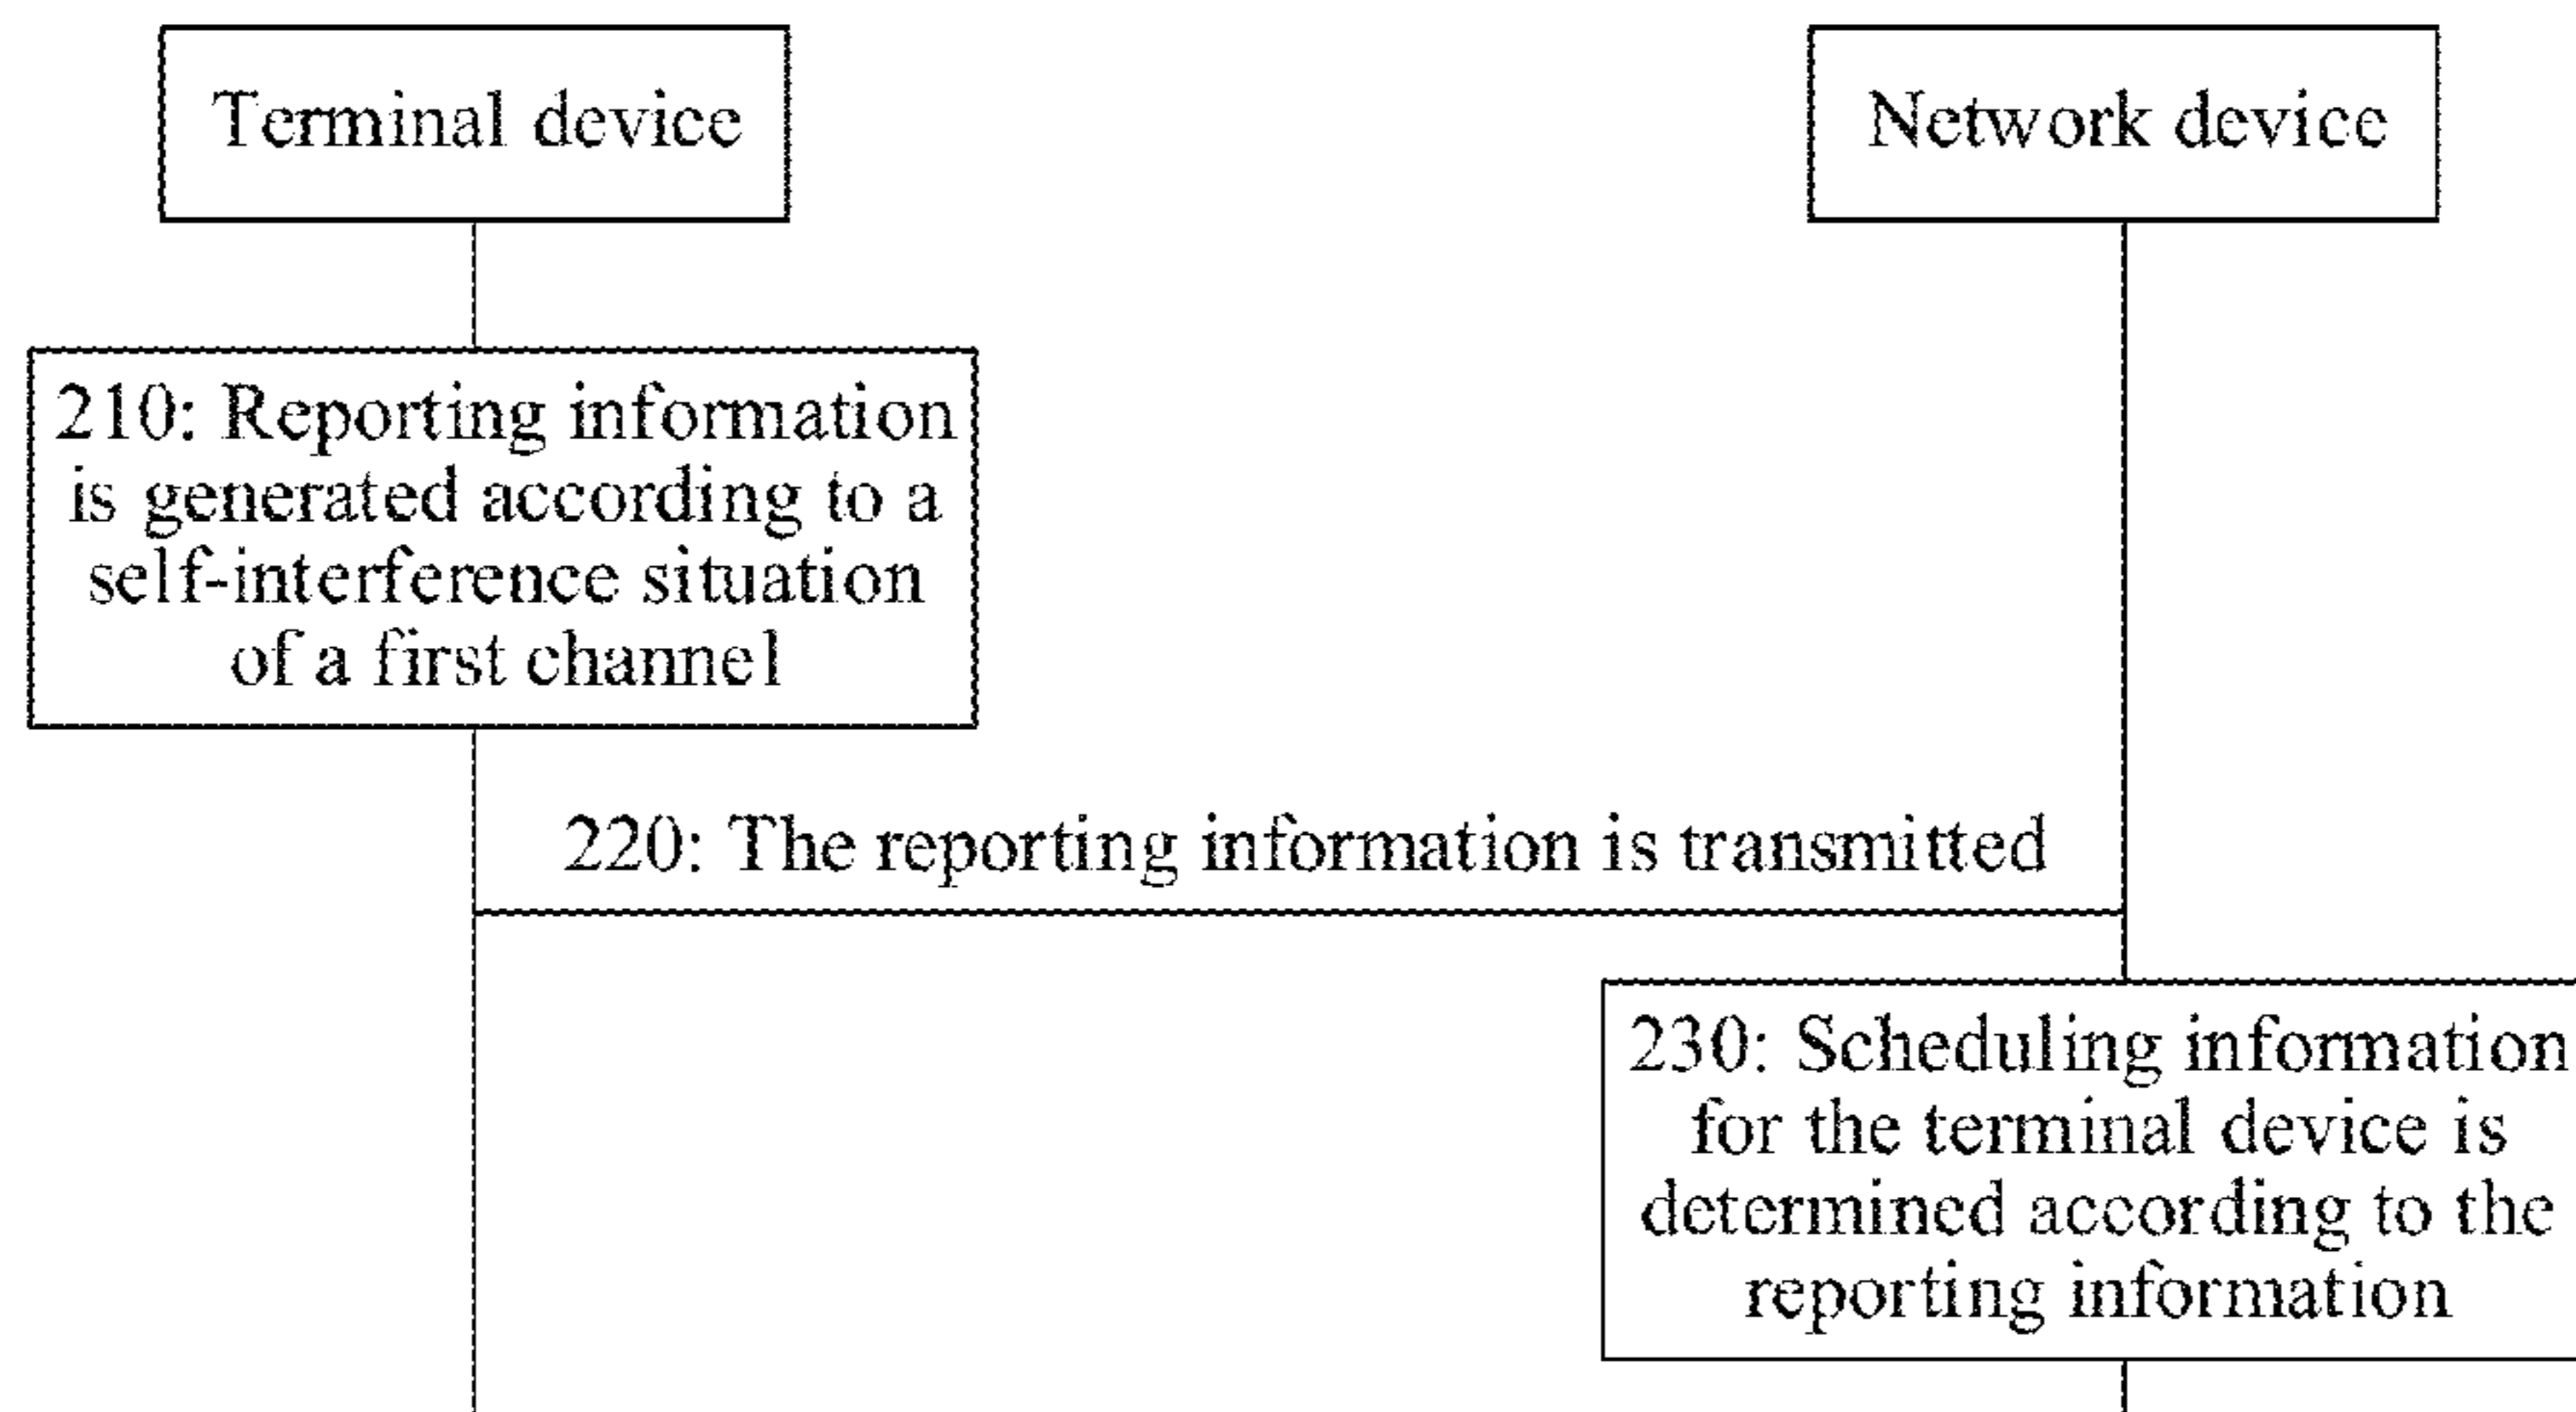 Terminal device
Network device
210: Reporting information
is generated according to a
self-interference situation
of a first channel
220: The reporting information is transmitted
230: Scheduling information
for the terminal device is
determined according to the
reporting information